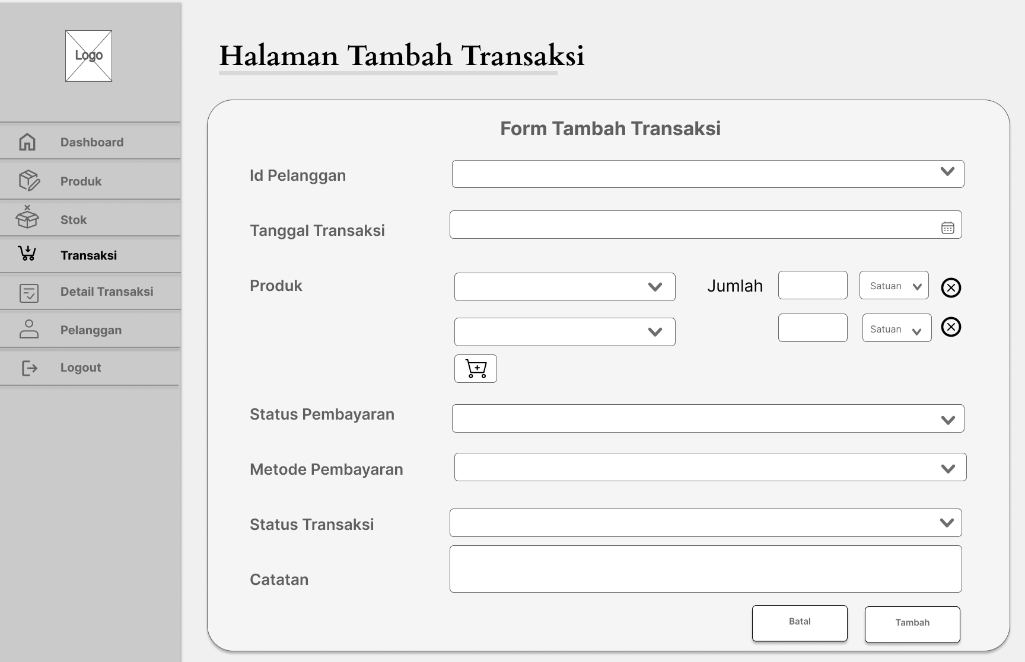 Logo
Dashboard
Produk
Stok
Transaksi
Detail Transaksi
Pelanggan
Logout
Halaman Tambah Transaksi
Form Tambah Transaksi
Id Pelanggan
Tanggal Transaksi
Produk
Jumlah
Satuan
Satuan
Status Pembayaran
Metode Pembayaran
Status Transaksi
Catatan
Batal
Tambah